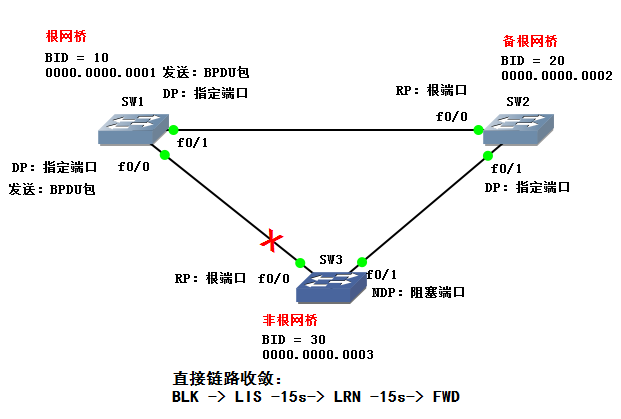 根网桥
BID = 10
0000.0000.0001
发送：BPDU包
DP：指定端口
SW1
f0/1
DP：指定端口
f0/0
发送：BPDU包
备根网桥
BID = 20
0000.0000.0002
RP：根端口
SW2
f0/0
f0/1
DP：指定端口
SW3
RP：根端口
f0/0
f0/1
NDP：阻塞端口
非根网桥
BID = 30
0000.0000.0003
直接链路收敛：
BLK -> LIS -15s-> LRN -15s-> FWD